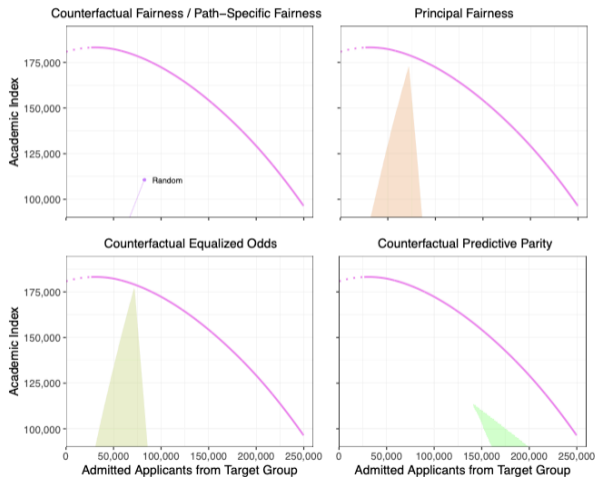 Counterfactual Fairness / Path−Specific Fairness
Principal Fairness
Academic Index
175,000
150,000
125,000
100,000
Random
Counterfactual Equalized Odds
Counterfactual Predictive Parity
Academic Index
175,000
150,000
125,000
100,000
0 50,000 100,000 150,000 200,000 250,000
0 50,000 100,000 150,000 200,000 250,000
Admitted Applicants from Target Group
Admitted Applicants from Target Group